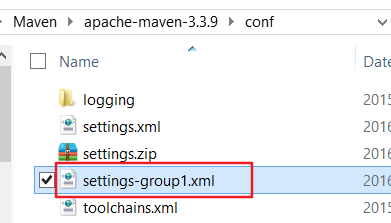 Maven › apache-maven-3.3.9 › conf
Name
logging 2015
settings.xml 2016
settings.zip 2016
settings-group1.xml 2016
toolchains.xml 2015